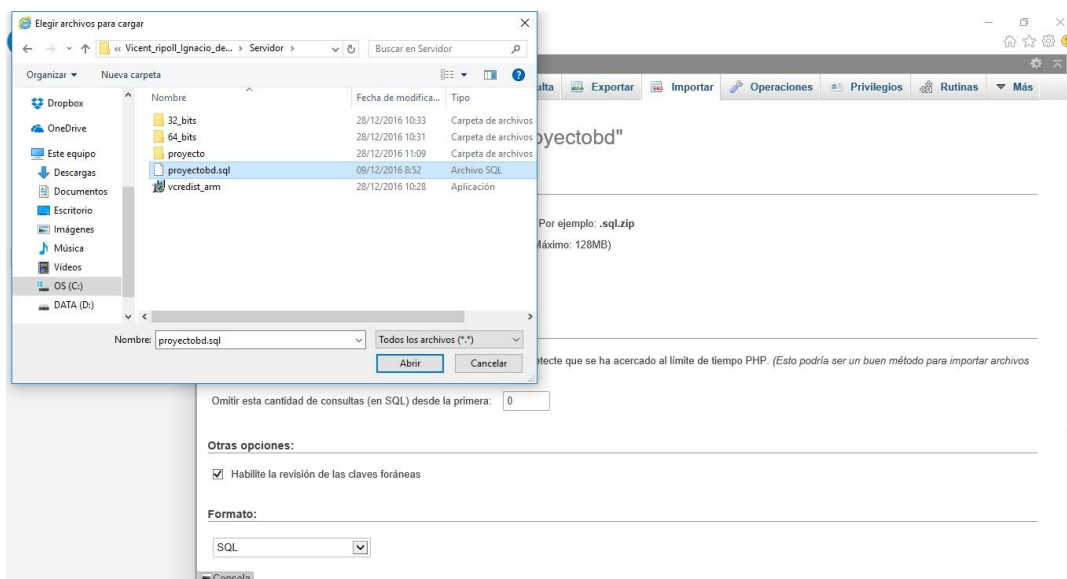 Elegir archivos para cargar
« Vicent_ripoll_Ignacio_de... › Servidor ›
Buscar en Servidor
Organizar
Nueva carpeta
Dropbox
OneDrive
Este equipo
Descargas
Documentos
Escritorio
Imágenes
Música
Vídeos
OS (C:)
DATA (D:)
Nombre Fecha de modifica... Tipo
32_bits 28/12/2016 10:33 Carpeta de archivos
64_bits 28/12/2016 10:31 Carpeta de archivos
proyecto 28/12/2016 11:09 Carpeta de archivos
proyectobd.sql 09/12/2016 8:52 Archivo SQL
vcredist_arm 28/12/2016 10:28 Aplicación
Nombre: proyectobd.sql Todos los archivos (*.*)
Abrir Cancelar
ulta Exportar Importar Operaciones Privilegios Rutinas Más
oyectobd"
Por ejemplo: .sql.zip
Máximo: 128MB)
etecte que se ha acercado al límite de tiempo PHP. (Esto podría ser un buen método para importar archivos
Omitir esta cantidad de consultas (en SQL) desde la primera: 0
Otras opciones:
Habilite la revisión de las claves foráneas
Formato:
SQL
Consola